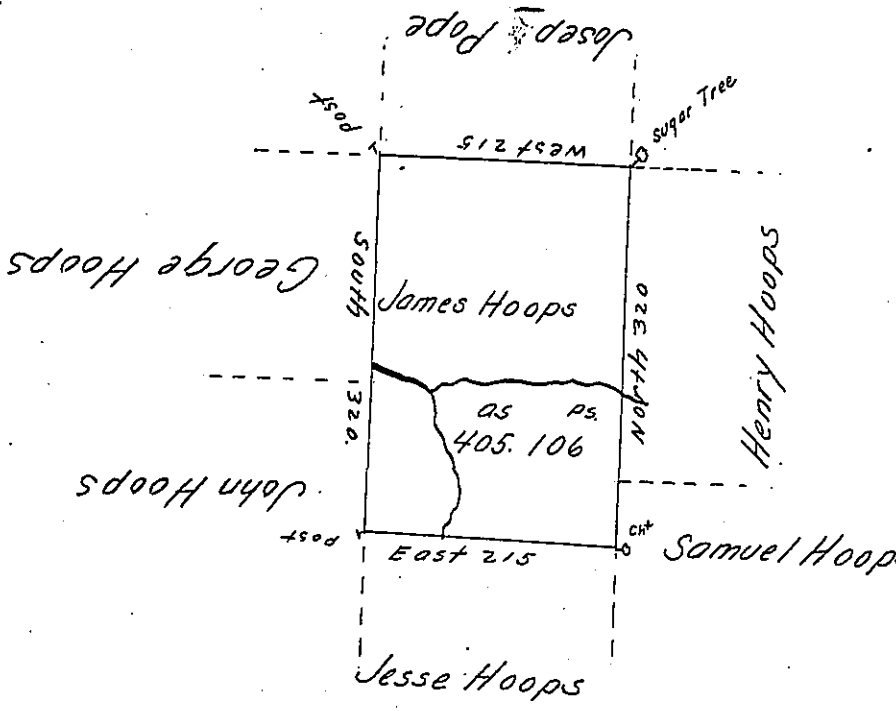 Joseph Pope
post
sugar Tree
West 215
George Hoops
South 1320.
James Hoops
North 320
Henry Hoops
as ps.
405. 106
John Hoops
post
East 215
cht
Samuel Hoop
Jesse Hoops